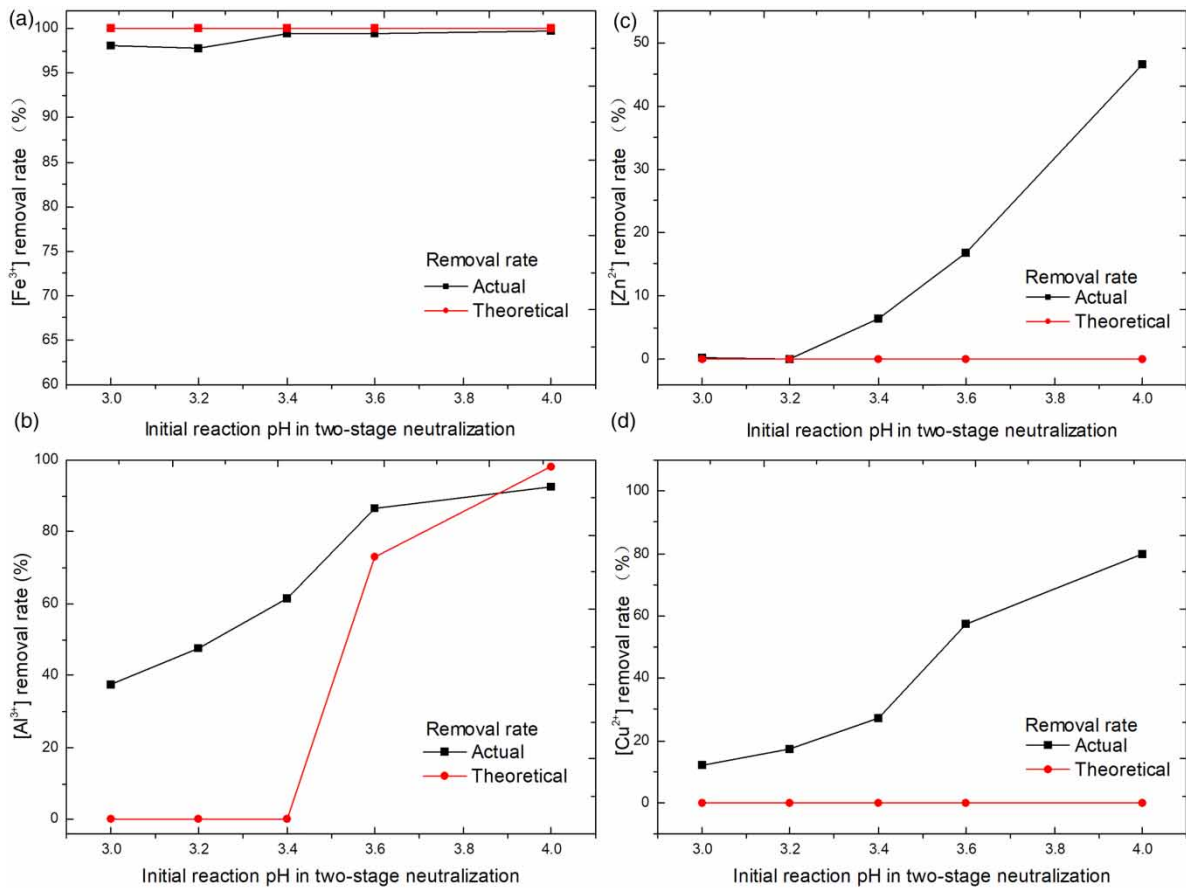 (a)
100
95
90
85
80
75
70
65
60
[Fe³⁺] removal rate （%）
Removal rate
Actual
Theoretical
3.0 3.2 3.4 3.6 3.8 4.0
Initial reaction pH in two-stage neutralization
(c)
50
40
30
20
10
0
[Zn²⁺] removal rate （%）
Removal rate
Actual
Theoretical
3.0 3.2 3.4 3.6 3.8 4.0
Initial reaction pH in two-stage neutralization
(b)
100
80
60
40
20
0
[Al³⁺] removal rate (%)
Removal rate
Actual
Theoretical
3.0 3.2 3.4 3.6 3.8 4.0
Initial reaction pH in two-stage neutralization
(d)
100
80
60
40
20
0
[Cu²⁺] removal rate （%）
Removal rate
Actual
Theoretical
3.0 3.2 3.4 3.6 3.8 4.0
Initial reaction pH in two-stage neutralization